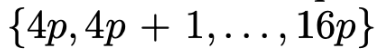 {4p, 4p + 1, . . . , 16p}